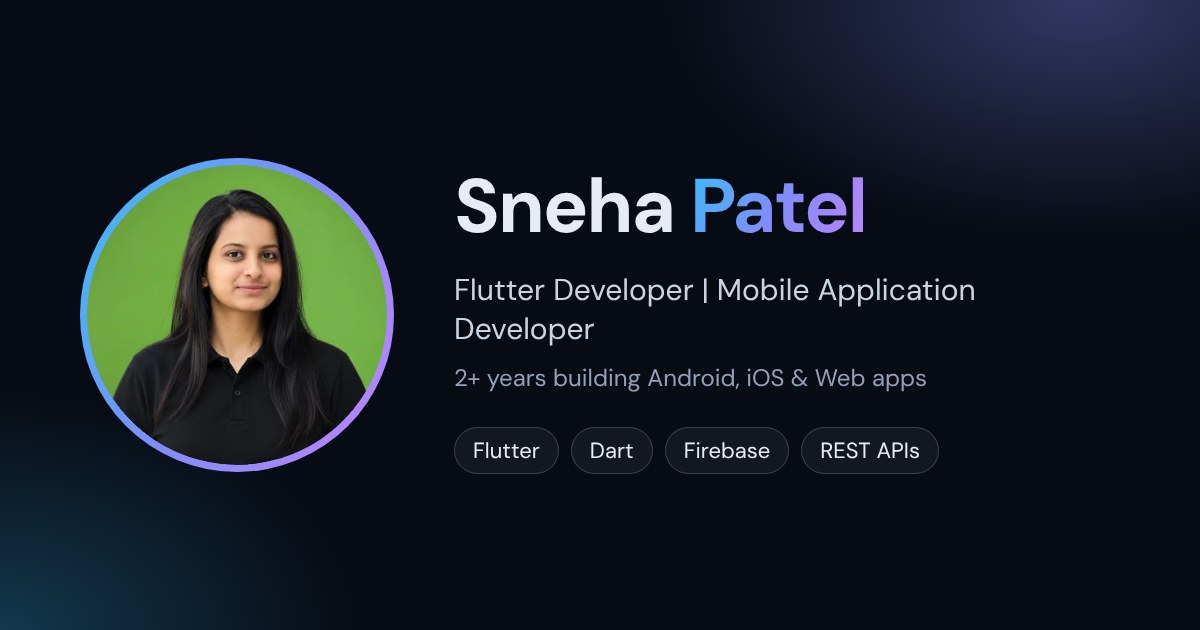 Sneha Patel
Flutter Developer | Mobile Application
Developer
2+ years building Android, iOS & Web apps
Flutter Dart Firebase REST APIs